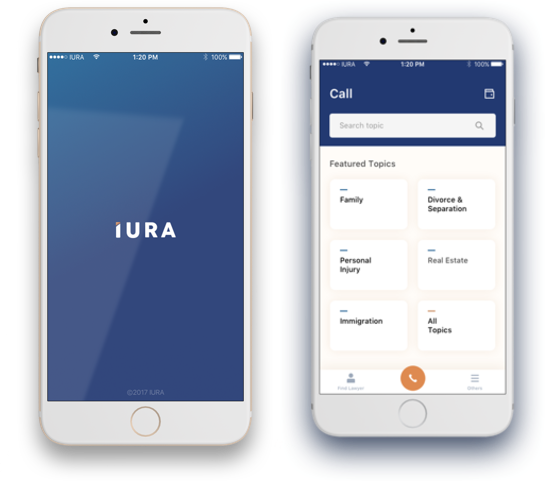 IURA
1:20 PM
100%
IURA
©2017 IURA
IURA
1:20 PM
100%
Call
Search topic
Featured Topics
Family
Divorce &
Separation
Personal
Injury
Real Estate
Immigration
All
Topics
Find Lawyer
Others